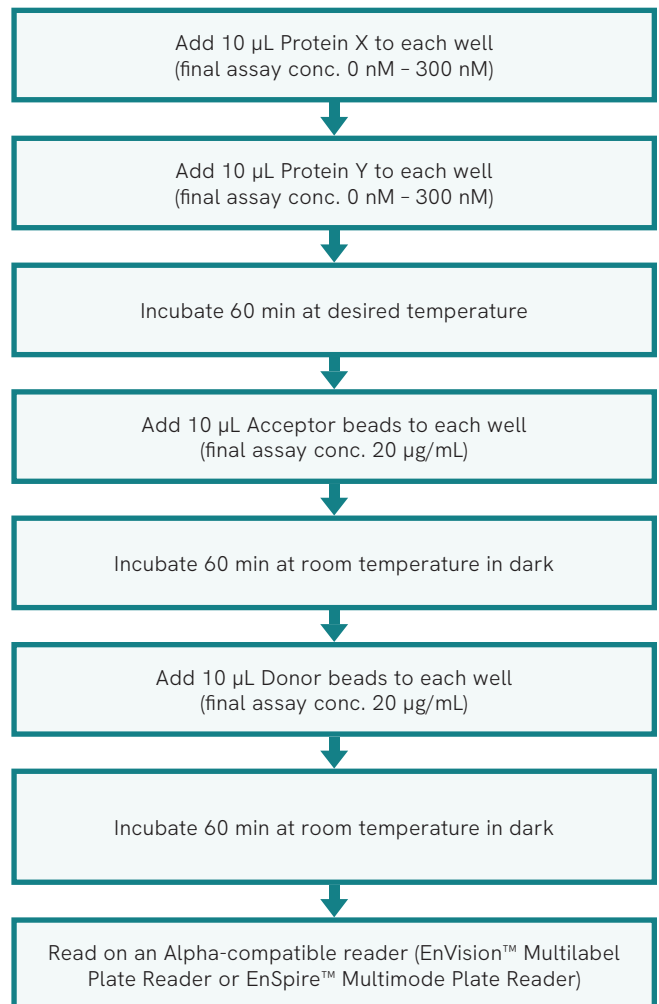 Add 10 µL Protein X to each well
(final assay conc. 0 nM – 300 nM)
Add 10 µL Protein Y to each well
(final assay conc. 0 nM – 300 nM)
Incubate 60 min at desired temperature
Add 10 µL Acceptor beads to each well
(final assay conc. 20 µg/mL)
Incubate 60 min at room temperature in dark
Add 10 µL Donor beads to each well
(final assay conc. 20 µg/mL)
Incubate 60 min at room temperature in dark
Read on an Alpha-compatible reader (EnVision™ Multilabel
Plate Reader or EnSpire™ Multimode Plate Reader)